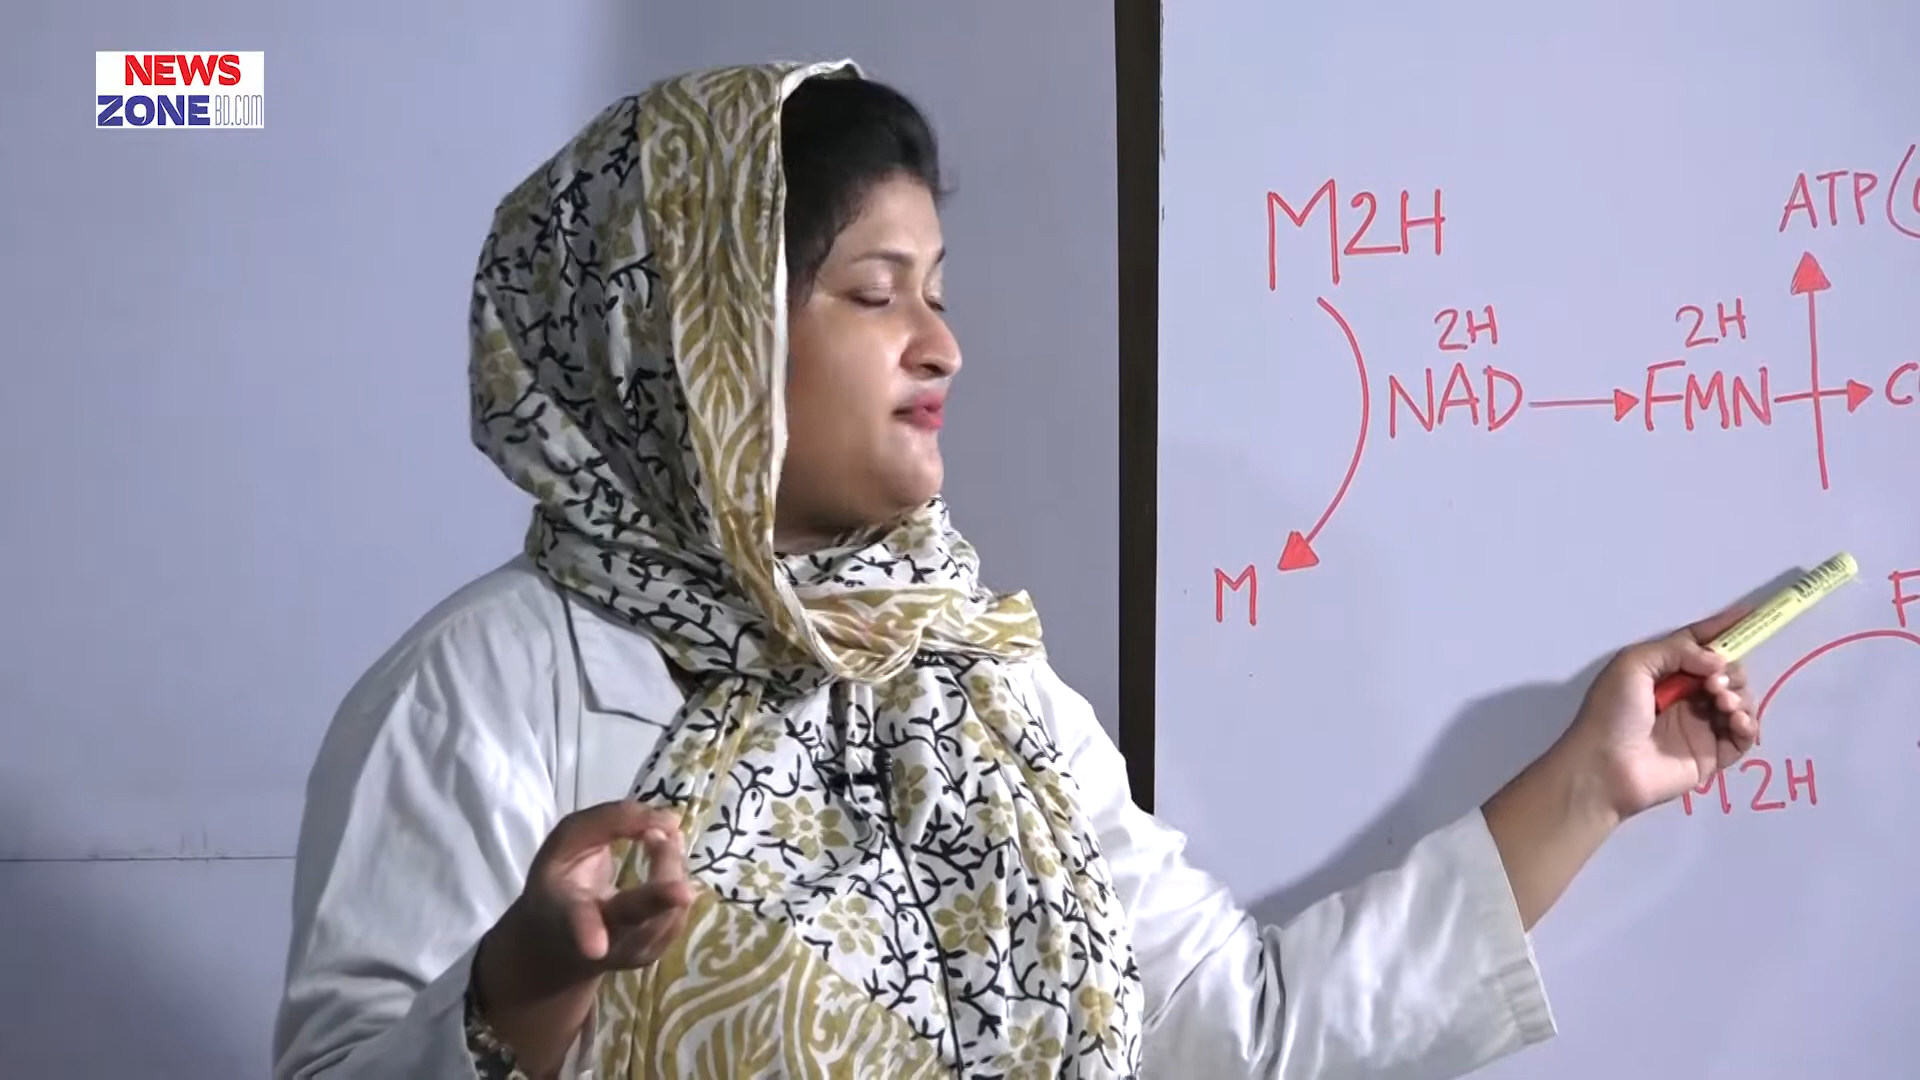 NEWS
ZONE BD.COM
M2H
ATP
2H 2H
NAD FMN
M
M2H